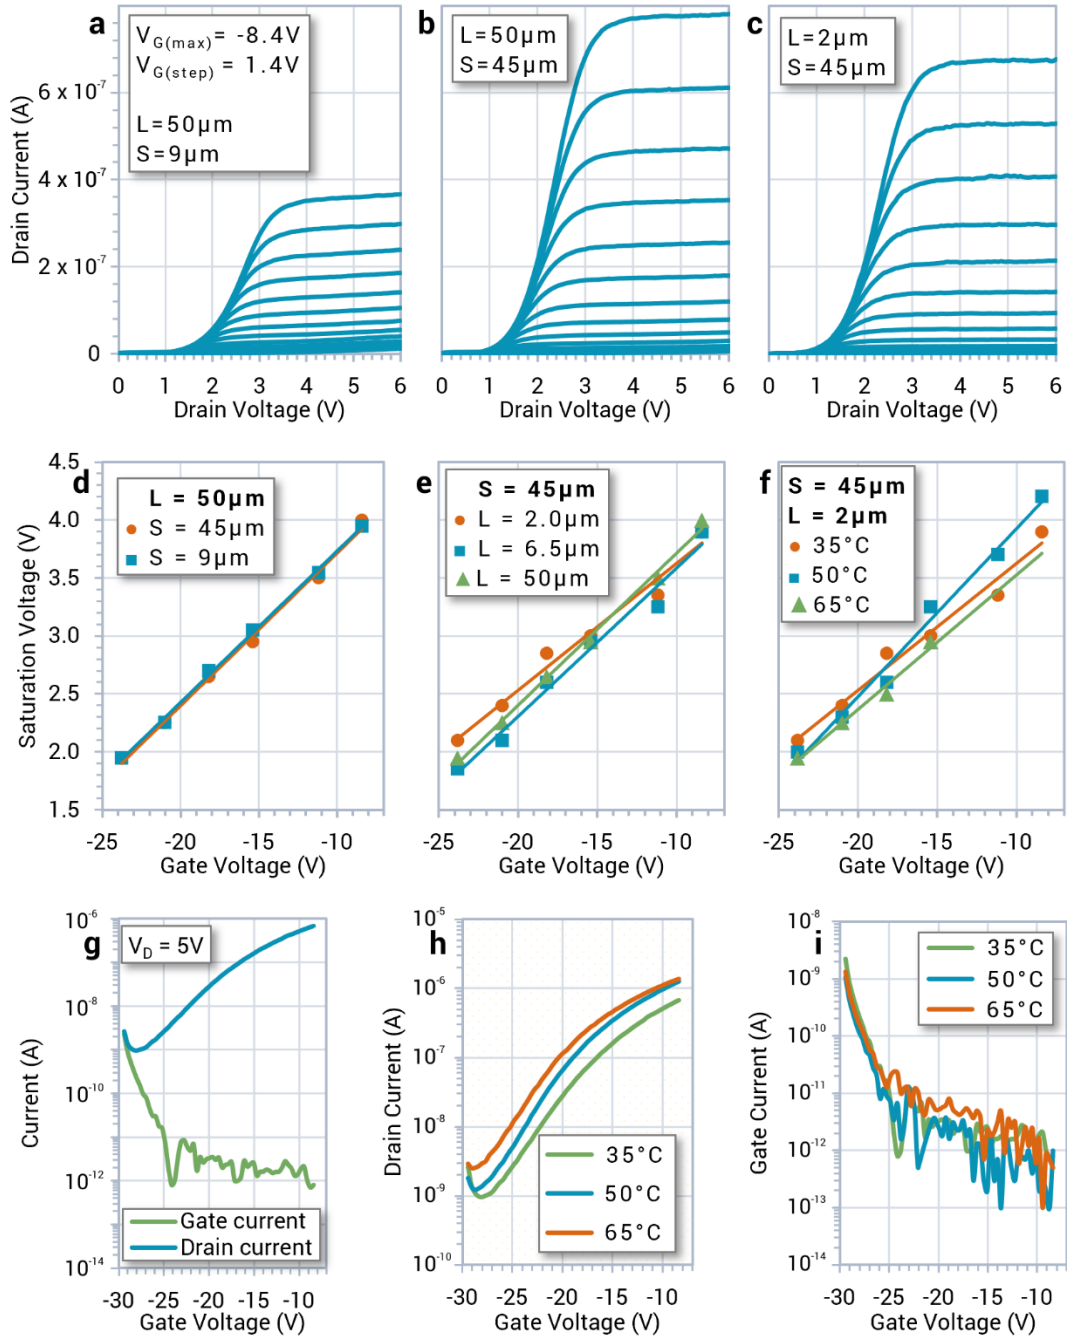 a
V_G(max) = -8.4V
V_G(step) = 1.4V
L=50µm
S=9µm
Drain Current (A)
6 x 10^-7
4 x 10^-7
2 x 10^-7
0
0 1 2 3 4 5 6
Drain Voltage (V)
b
L=50µm
S=45µm
0 1 2 3 4 5 6
Drain Voltage (V)
c
L=2µm
S=45µm
0 1 2 3 4 5 6
Drain Voltage (V)
d
L = 50µm
S = 45µm
S = 9µm
Saturation Voltage (V)
4.5
4.0
3.5
3.0
2.5
2.0
1.5
-25 -20 -15 -10
Gate Voltage (V)
e
S = 45µm
L = 2.0µm
L = 6.5µm
L = 50µm
-25 -20 -15 -10
Gate Voltage (V)
f
S = 45µm
L = 2µm
35°C
50°C
65°C
-25 -20 -15 -10
Gate Voltage (V)
g
V_D = 5V
Current (A)
10^-6
10^-8
10^-10
10^-12
10^-14
Gate current
Drain current
-30 -25 -20 -15 -10
Gate Voltage (V)
h
Drain Current (A)
10^-5
10^-6
10^-7
10^-8
10^-9
10^-10
35°C
50°C
65°C
-30 -25 -20 -15 -10
Gate Voltage (V)
i
Gate Current (A)
10^-8
10^-9
10^-10
10^-11
10^-12
10^-13
10^-14
35°C
50°C
65°C
-30 -25 -20 -15 -10
Gate Voltage (V)